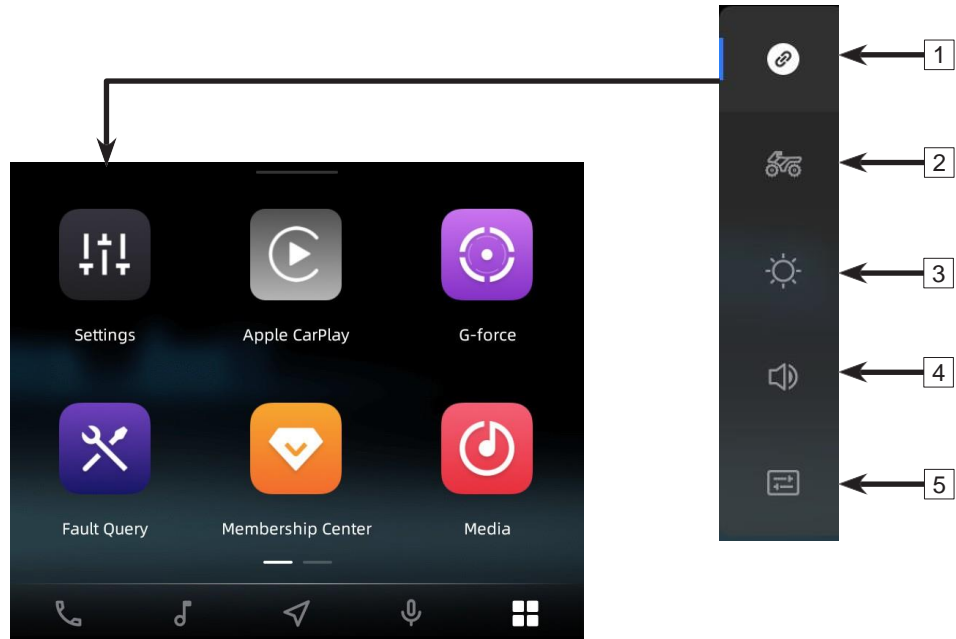 1
2
3
4
5
Settings
Apple CarPlay
G-force
Fault Query
Membership Center
Media